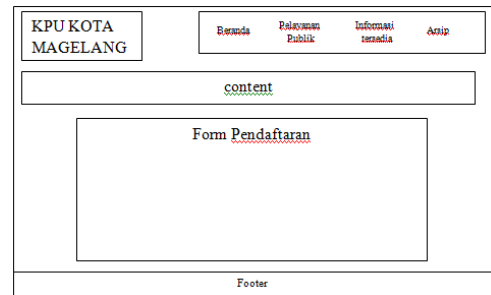 KPU KOTA
MAGELANG
Beranda
Pelayanan
Publik
Informasi
tersedia
Arsip
content
Form Pendaftaran
Footer